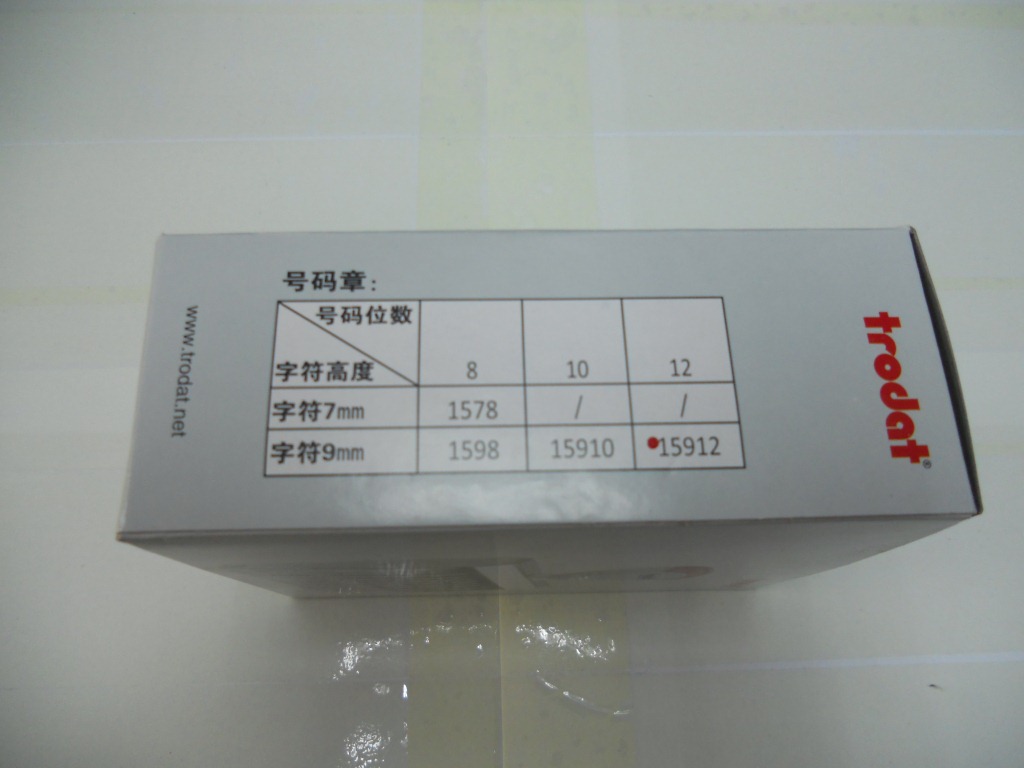 号码章：
号码位数
字符高度 8 10 12
字符7mm 1578 / /
字符9mm 1598 15910 15912
www.trodat.net
trodat®